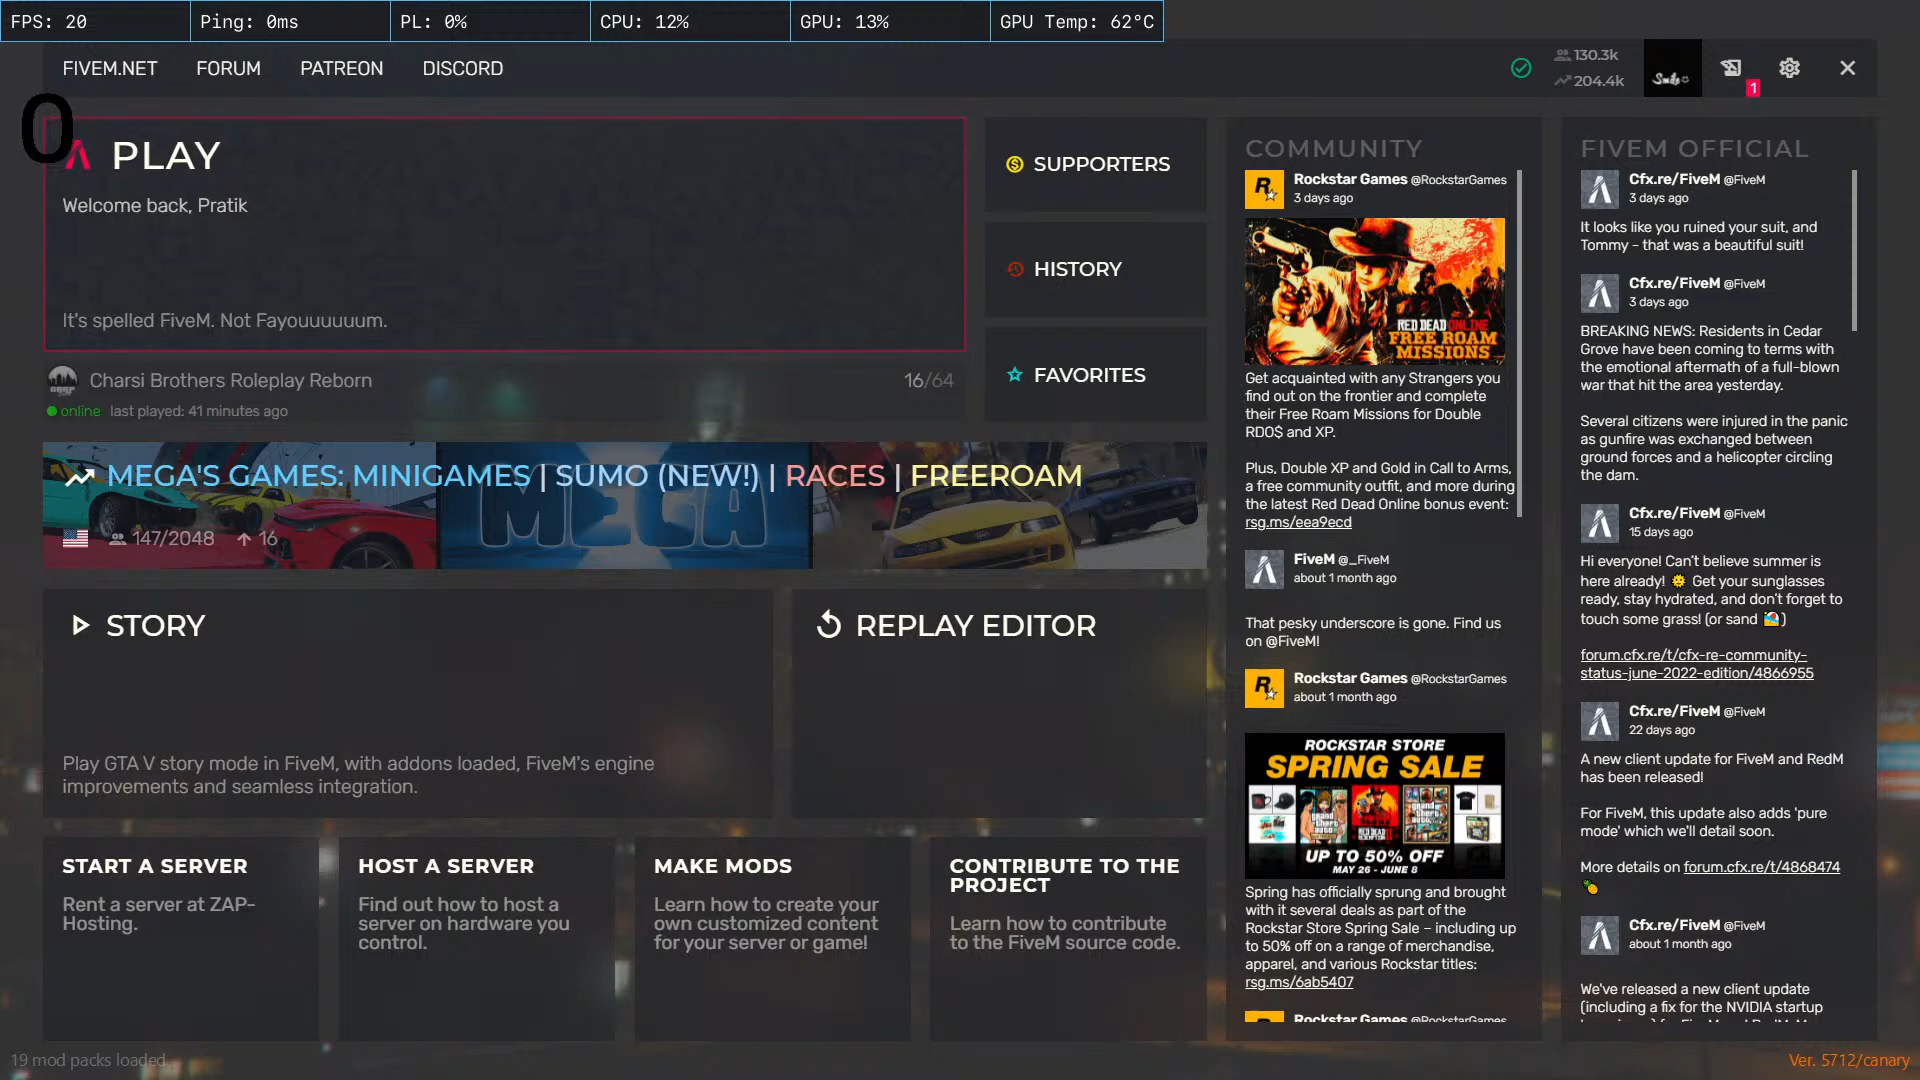 FPS: 20
Ping: 0ms
PL: 0%
CPU: 12%
GPU: 13%
GPU Temp: 62°C
FIVEM.NET
FORUM
PATREON
DISCORD
130.3k
204.4k
1
0
PLAY
Welcome back, Pratik
It's spelled FiveM. Not Fayouuuuuum.
Charsi Brothers Roleplay Reborn
16/64
online last played: 41 minutes ago
SUPPORTERS
HISTORY
FAVORITES
MEGA'S GAMES: MINIGAMES | SUMO (NEW!) | RACES | FREEROAM
MEGA
147/2048 16
STORY
Play GTA V story mode in FiveM, with addons loaded, FiveM's engine
improvements and seamless integration.
REPLAY EDITOR
START A SERVER
Rent a server at ZAP-
Hosting.
HOST A SERVER
Find out how to host a
server on hardware you
control.
MAKE MODS
Learn how to create your
own customized content
for your server or game!
CONTRIBUTE TO THE
PROJECT
Learn how to contribute
to the FiveM source code.
COMMUNITY
Rockstar Games @RockstarGames
3 days ago
RED DEAD ONLINE
FREE ROAM
MISSIONS
Get acquainted with any Strangers you
find out on the frontier and complete
their Free Roam Missions for Double
RDO$ and XP.
Plus, Double XP and Gold in Call to Arms,
a free community outfit, and more during
the latest Red Dead Online bonus event:
rsg.ms/eea9ecd
FiveM @_FiveM
about 1 month ago
That pesky underscore is gone. Find us
on @FiveM!
Rockstar Games @RockstarGames
about 1 month ago
ROCKSTAR STORE
SPRING SALE
UP TO 50% OFF
MAY 26 - JUNE 8
Spring has officially sprung and brought
with it several deals as part of the
Rockstar Store Spring Sale – including up
to 50% off on a range of merchandise,
apparel, and various Rockstar titles:
rsg.ms/6ab5407
Rockstar Games @RockstarGames
FIVEM OFFICIAL
Cfx.re/FiveM @FiveM
3 days ago
It looks like you ruined your suit, and
Tommy - that was a beautiful suit!
Cfx.re/FiveM @FiveM
3 days ago
BREAKING NEWS: Residents in Cedar
Grove have been coming to terms with
the emotional aftermath of a full-blown
war that hit the area yesterday.
Several citizens were injured in the panic
as gunfire was exchanged between
ground forces and a helicopter circling
the dam.
Cfx.re/FiveM @FiveM
15 days ago
Hi everyone! Can't believe summer is
here already! 🌞 Get your sunglasses
ready, stay hydrated, and don't forget to
touch some grass! (or sand 🏖)
forum.cfx.re/t/cfx-re-community-
status-june-2022-edition/4866955
Cfx.re/FiveM @FiveM
22 days ago
A new client update for FiveM and RedM
has been released!
For FiveM, this update also adds 'pure
mode' which we'll detail soon.
More details on forum.cfx.re/t/4868474
🍍
Cfx.re/FiveM @FiveM
about 1 month ago
We've released a new client update
(including a fix for the NVIDIA startup
19 mod packs loaded
Ver. 5712/canary